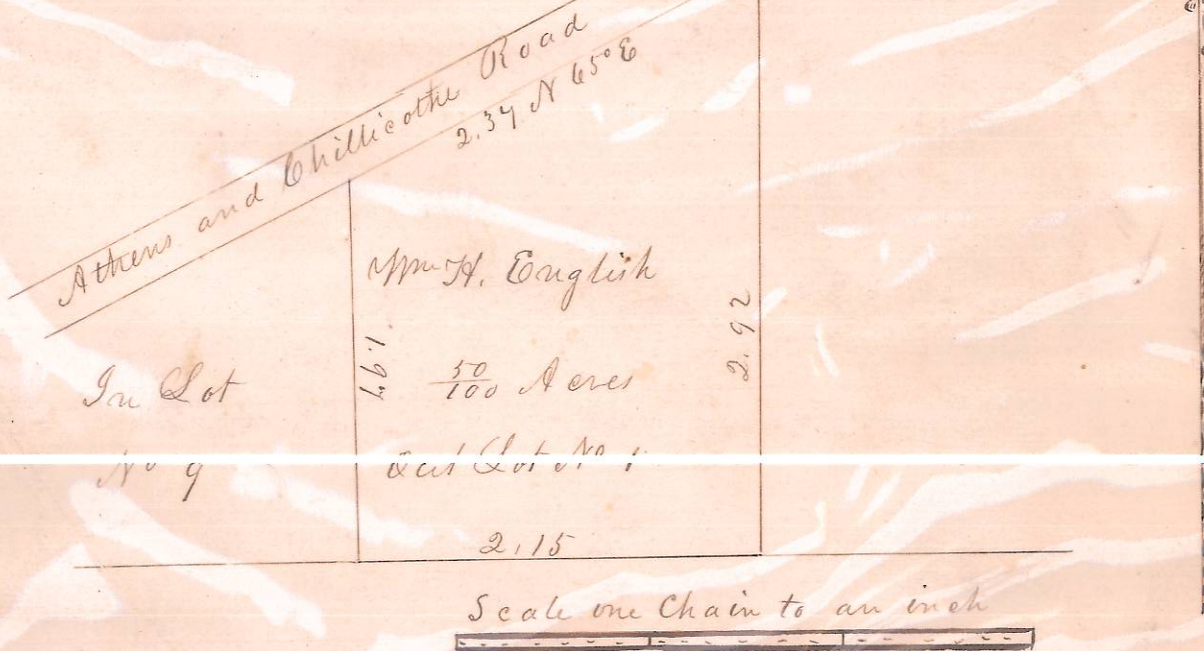 Athens and Chillicothe Road
2.37 N 65° E
Wm H. English
1.97
50/100 Acres
2.92
In Lot
No 9
Out Lot No 1
2.15
Scale one Chain to an inch